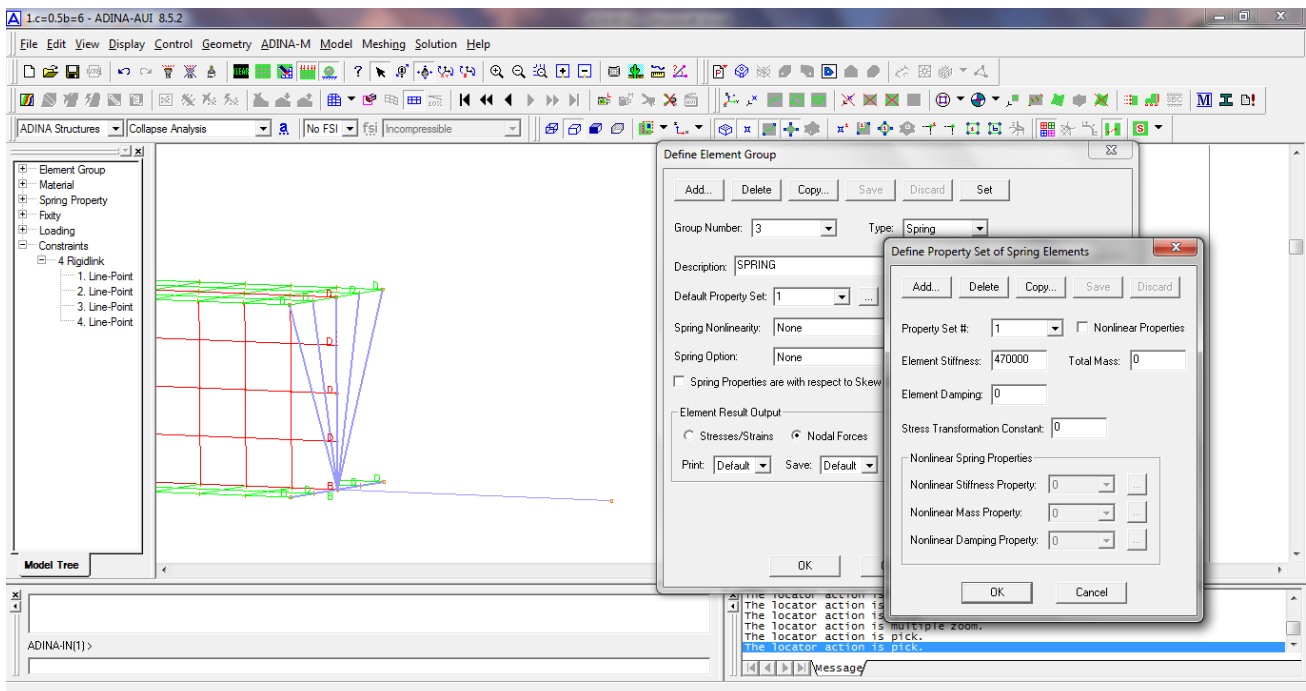 1.c=0.5b=6 - ADINA-AUI 8.5.2
File Edit View Display Control Geometry ADINA-M Model Meshing Solution Help
ADINA Structures Collapse Analysis No FSI fsi Incompressible
Element Group
Material
Spring Property
Fixity
Loading
Constraints
4 Rigidlink
1. Line-Point
2. Line-Point
3. Line-Point
4. Line-Point
Model Tree
Define Element Group
Add... Delete Copy... Save Discard Set
Group Number: 3 Type: Spring
Description: SPRING
Default Property Set: 1 ...
Spring Nonlinearity: None
Spring Option: None
Spring Properties are with respect to Skew
Element Result Output
Stresses/Strains Nodal Forces
Print: Default Save: Default
OK
Define Property Set of Spring Elements
Add... Delete Copy... Save Discard
Property Set #: 1 Nonlinear Properties
Element Stiffness: 470000 Total Mass: 0
Element Damping: 0
Stress Transformation Constant: 0
Nonlinear Spring Properties
Nonlinear Stiffness Property: 0 ...
Nonlinear Mass Property: 0 ...
Nonlinear Damping Property: 0 ...
OK Cancel
ADINA-IN(1) >
The locator action is
The locator action is
The locator action is multiple zoom.
The locator action is pick.
The locator action is pick.
Message